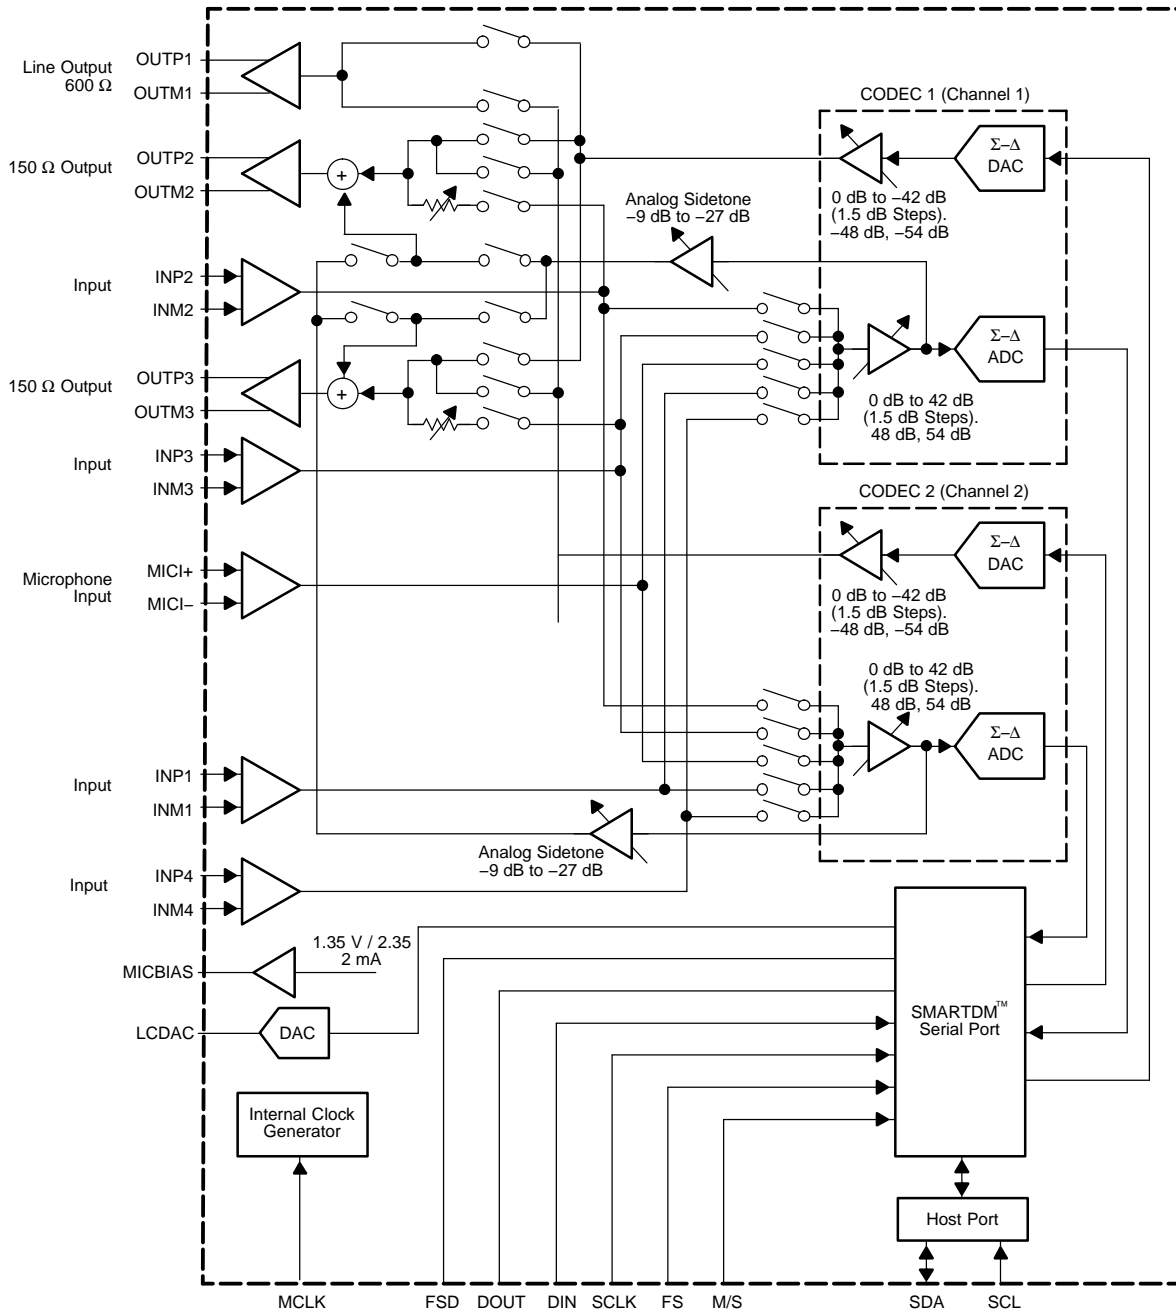 OUTP1
Line Output
600 Ω
OUTM1
CODEC 1 (Channel 1)
Σ–Δ
DAC
OUTP2
150 Ω Output
OUTM2
+
Analog Sidetone
–9 dB to –27 dB
0 dB to –42 dB
(1.5 dB Steps).
–48 dB, –54 dB
INP2
Input
INM2
Σ–Δ
ADC
OUTP3
150 Ω Output
OUTM3
+
0 dB to 42 dB
(1.5 dB Steps).
48 dB, 54 dB
INP3
Input
INM3
CODEC 2 (Channel 2)
Σ–Δ
DAC
MICI+
Microphone
Input
MICI–
0 dB to –42 dB
(1.5 dB Steps).
–48 dB, –54 dB
0 dB to 42 dB
(1.5 dB Steps).
48 dB, 54 dB
Σ–Δ
ADC
INP1
Input
INM1
Analog Sidetone
–9 dB to –27 dB
INP4
Input
INM4
1.35 V / 2.35
2 mA
MICBIAS
LCDAC
DAC
SMARTDM™
Serial Port
Internal Clock
Generator
Host Port
MCLK
FSD
DOUT
DIN
SCLK
FS
M/S
SDA
SCL